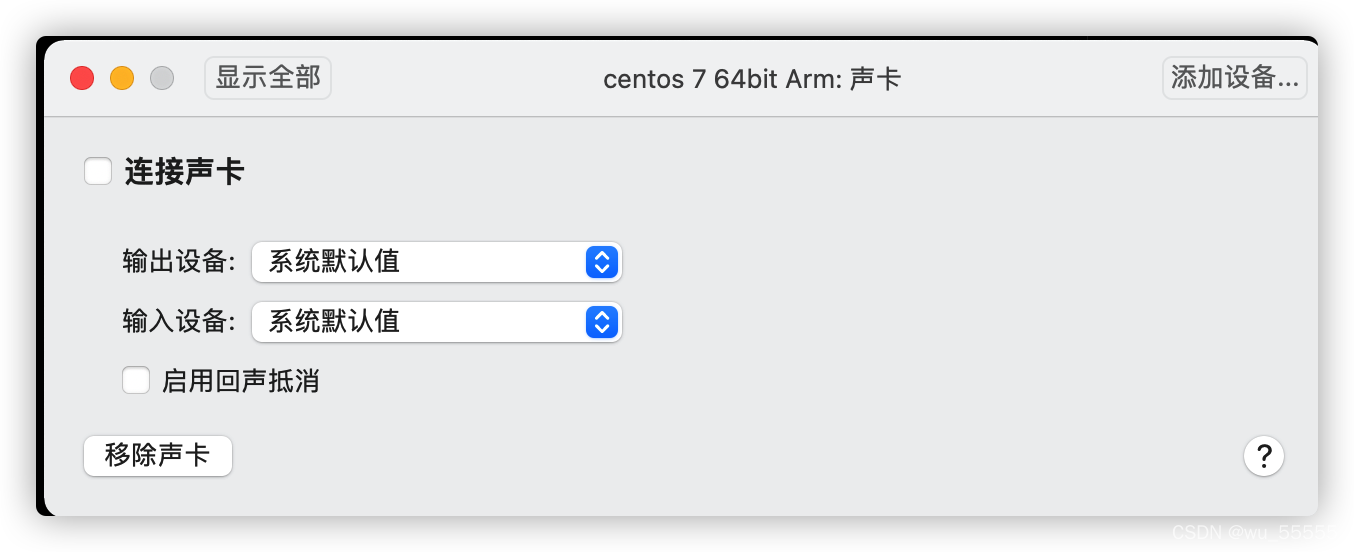 显示全部 centos 7 64bit Arm: 声卡 添加设备...
连接声卡
输出设备: 系统默认值
输入设备: 系统默认值
启用回声抵消
移除声卡 ?
CSDN @wu_55555